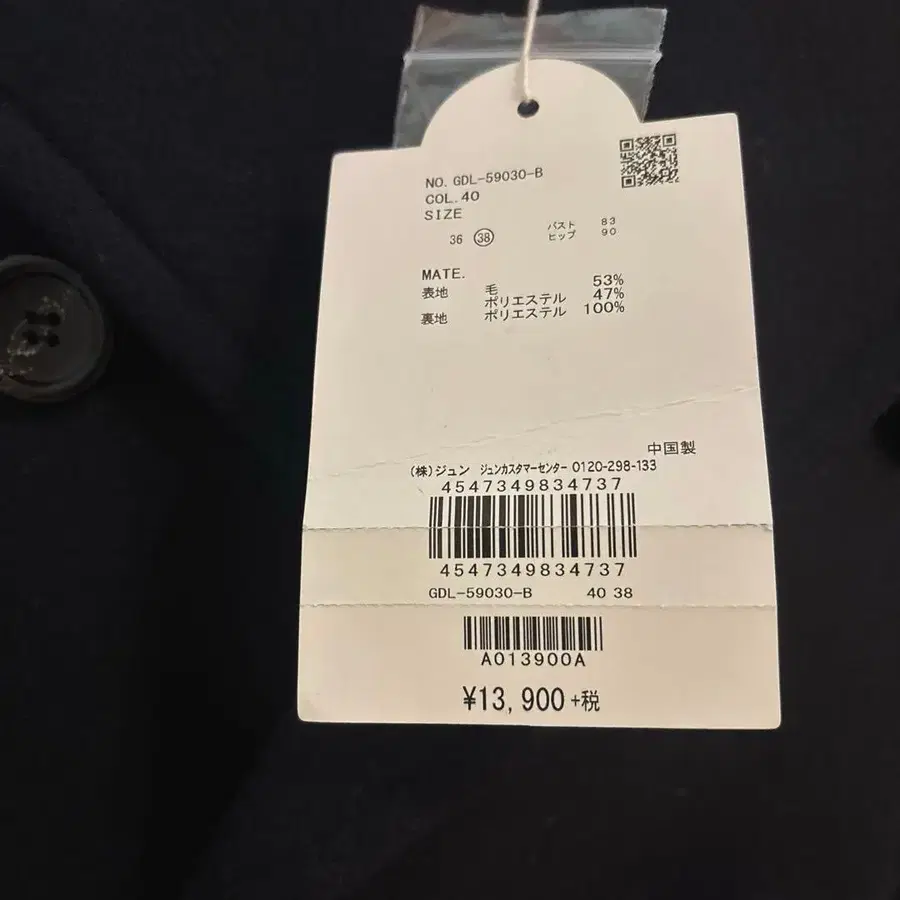 NO. GDL-59030-B
COL. 40
SIZE
36 ㊳ バスト 83
ヒップ 90
MATE.
表地 毛 53%
ポリエステル 47%
裏地 ポリエステル 100%
中国製
(株)ジュン ジュンカスタマーセンター 0120-298-133
4547349834737
4547349834737
GDL-59030-B 40 38
A013900A
¥13,900+税